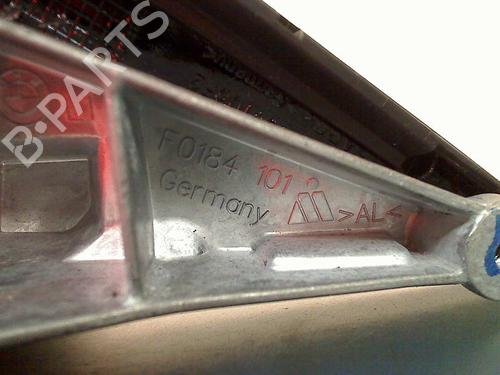 B-PARTS
F0184 101
Germany >AL<